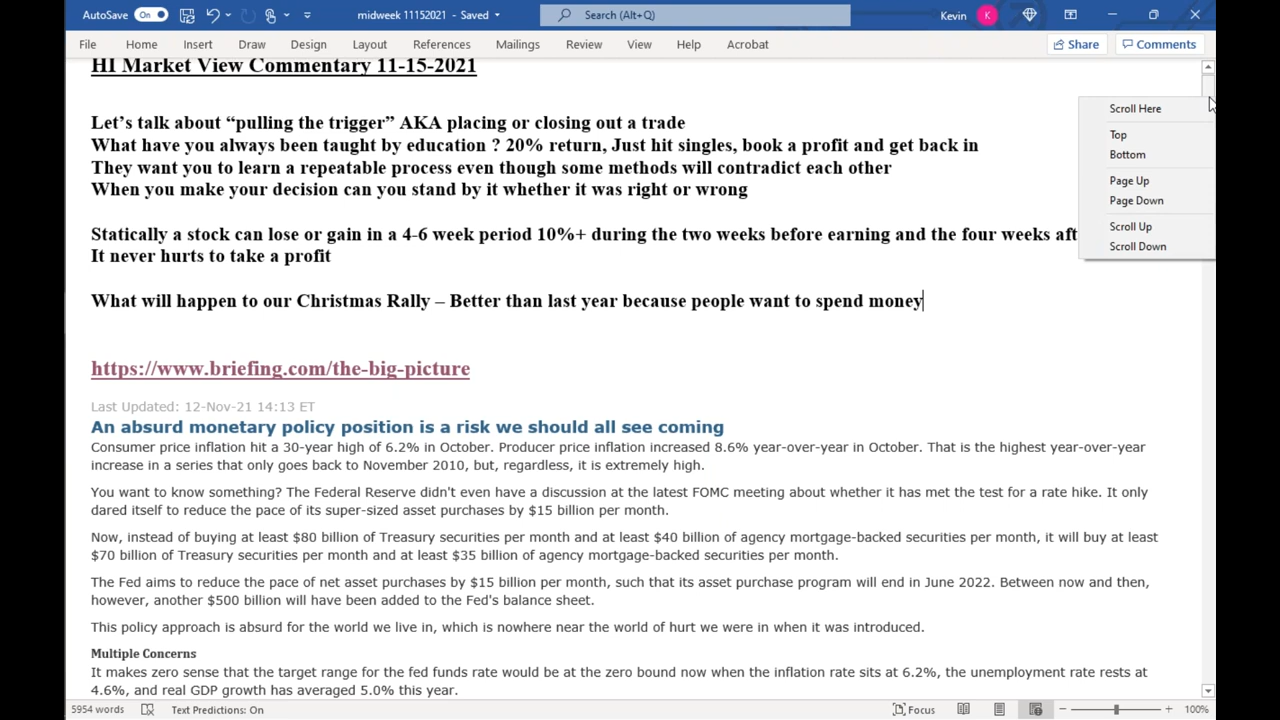 AutoSave On midweek 11152021 - Saved Search (Alt+Q) Kevin K
File Home Insert Draw Design Layout References Mailings Review View Help Acrobat Share Comments
HI Market View Commentary 11-15-2021
Let's talk about “pulling the trigger” AKA placing or closing out a trade
What have you always been taught by education ? 20% return, Just hit singles, book a profit and get back in
They want you to learn a repeatable process even though some methods will contradict each other
When you make your decision can you stand by it whether it was right or wrong
Statically a stock can lose or gain in a 4-6 week period 10%+ during the two weeks before earning and the four weeks aft
It never hurts to take a profit
What will happen to our Christmas Rally – Better than last year because people want to spend money
Scroll Here
Top
Bottom
Page Up
Page Down
Scroll Up
Scroll Down
https://www.briefing.com/the-big-picture
Last Updated: 12-Nov-21 14:13 ET
An absurd monetary policy position is a risk we should all see coming
Consumer price inflation hit a 30-year high of 6.2% in October. Producer price inflation increased 8.6% year-over-year in October. That is the highest year-over-year
increase in a series that only goes back to November 2010, but, regardless, it is extremely high.
You want to know something? The Federal Reserve didn't even have a discussion at the latest FOMC meeting about whether it has met the test for a rate hike. It only
dared itself to reduce the pace of its super-sized asset purchases by $15 billion per month.
Now, instead of buying at least $80 billion of Treasury securities per month and at least $40 billion of agency mortgage-backed securities per month, it will buy at least
$70 billion of Treasury securities per month and at least $35 billion of agency mortgage-backed securities per month.
The Fed aims to reduce the pace of net asset purchases by $15 billion per month, such that its asset purchase program will end in June 2022. Between now and then,
however, another $500 billion will have been added to the Fed's balance sheet.
This policy approach is absurd for the world we live in, which is nowhere near the world of hurt we were in when it was introduced.
Multiple Concerns
It makes zero sense that the target range for the fed funds rate would be at the zero bound now when the inflation rate sits at 6.2%, the unemployment rate rests at
4.6%, and real GDP growth has averaged 5.0% this year.
5954 words Text Predictions: On Focus 100%